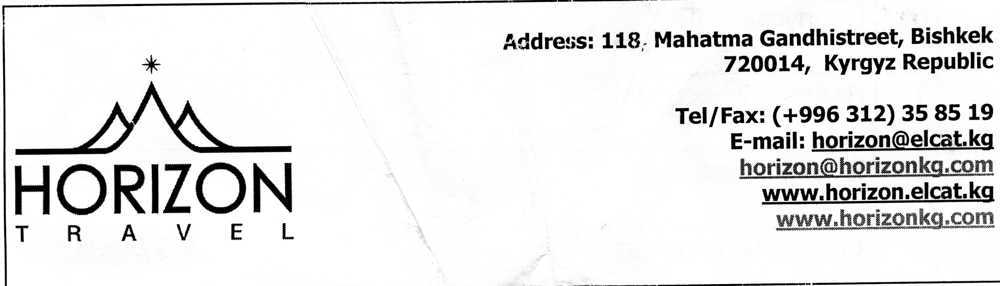 HORIZON
TRAVEL
Address: 118, Mahatma Gandhistreet, Bishkek
720014, Kyrgyz Republic
Tel/Fax: (+996 312) 35 85 19
E-mail: horizon@elcat.kg
horizon@horizonkg.com
www.horizon.elcat.kg
www.horizonkg.com